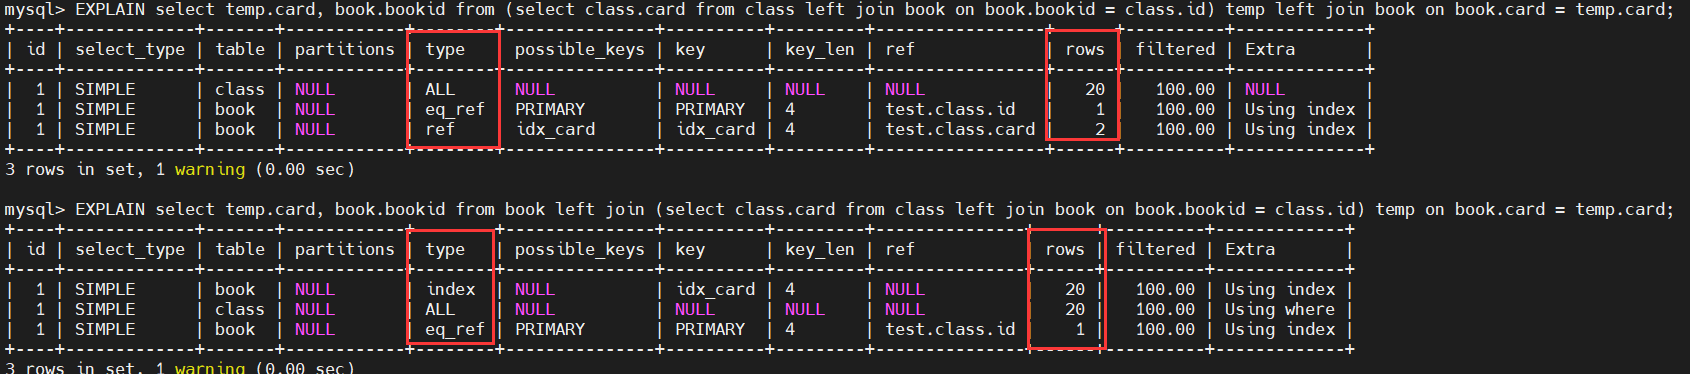 mysql> EXPLAIN select temp.card, book.bookid from (select class.card from class left join book on book.bookid = class.id) temp left join book on book.card = temp.card;
+----+-------------+-------+------------+--------+---------------+----------+---------+-----------------+------+----------+-------------+
| id | select_type | table | partitions | type   | possible_keys | key      | key_len | ref             | rows | filtered | Extra       |
+----+-------------+-------+------------+--------+---------------+----------+---------+-----------------+------+----------+-------------+
|  1 | SIMPLE      | class | NULL       | ALL    | NULL          | NULL     | NULL    | NULL            |   20 |   100.00 | NULL        |
|  1 | SIMPLE      | book  | NULL       | eq_ref | PRIMARY       | PRIMARY  | 4       | test.class.id   |    1 |   100.00 | Using index |
|  1 | SIMPLE      | book  | NULL       | ref    | idx_card      | idx_card | 4       | test.class.card |    2 |   100.00 | Using index |
+----+-------------+-------+------------+--------+---------------+----------+---------+-----------------+------+----------+-------------+
3 rows in set, 1 warning (0.00 sec)
mysql> EXPLAIN select temp.card, book.bookid from book left join (select class.card from class left join book on book.bookid = class.id) temp on book.card = temp.card;
+----+-------------+-------+------------+--------+---------------+----------+---------+---------------+------+----------+-------------+
| id | select_type | table | partitions | type   | possible_keys | key      | key_len | ref           | rows | filtered | Extra       |
+----+-------------+-------+------------+--------+---------------+----------+---------+---------------+------+----------+-------------+
|  1 | SIMPLE      | book  | NULL       | index  | NULL          | idx_card | 4       | NULL          |   20 |   100.00 | Using index |
|  1 | SIMPLE      | class | NULL       | ALL    | NULL          | NULL     | NULL    | NULL          |   20 |   100.00 | Using where |
|  1 | SIMPLE      | book  | NULL       | eq_ref | PRIMARY       | PRIMARY  | 4       | test.class.id |    1 |   100.00 | Using index |
+----+-------------+-------+------------+--------+---------------+----------+---------+---------------+------+----------+-------------+
3 rows in set, 1 warning (0.00 sec)